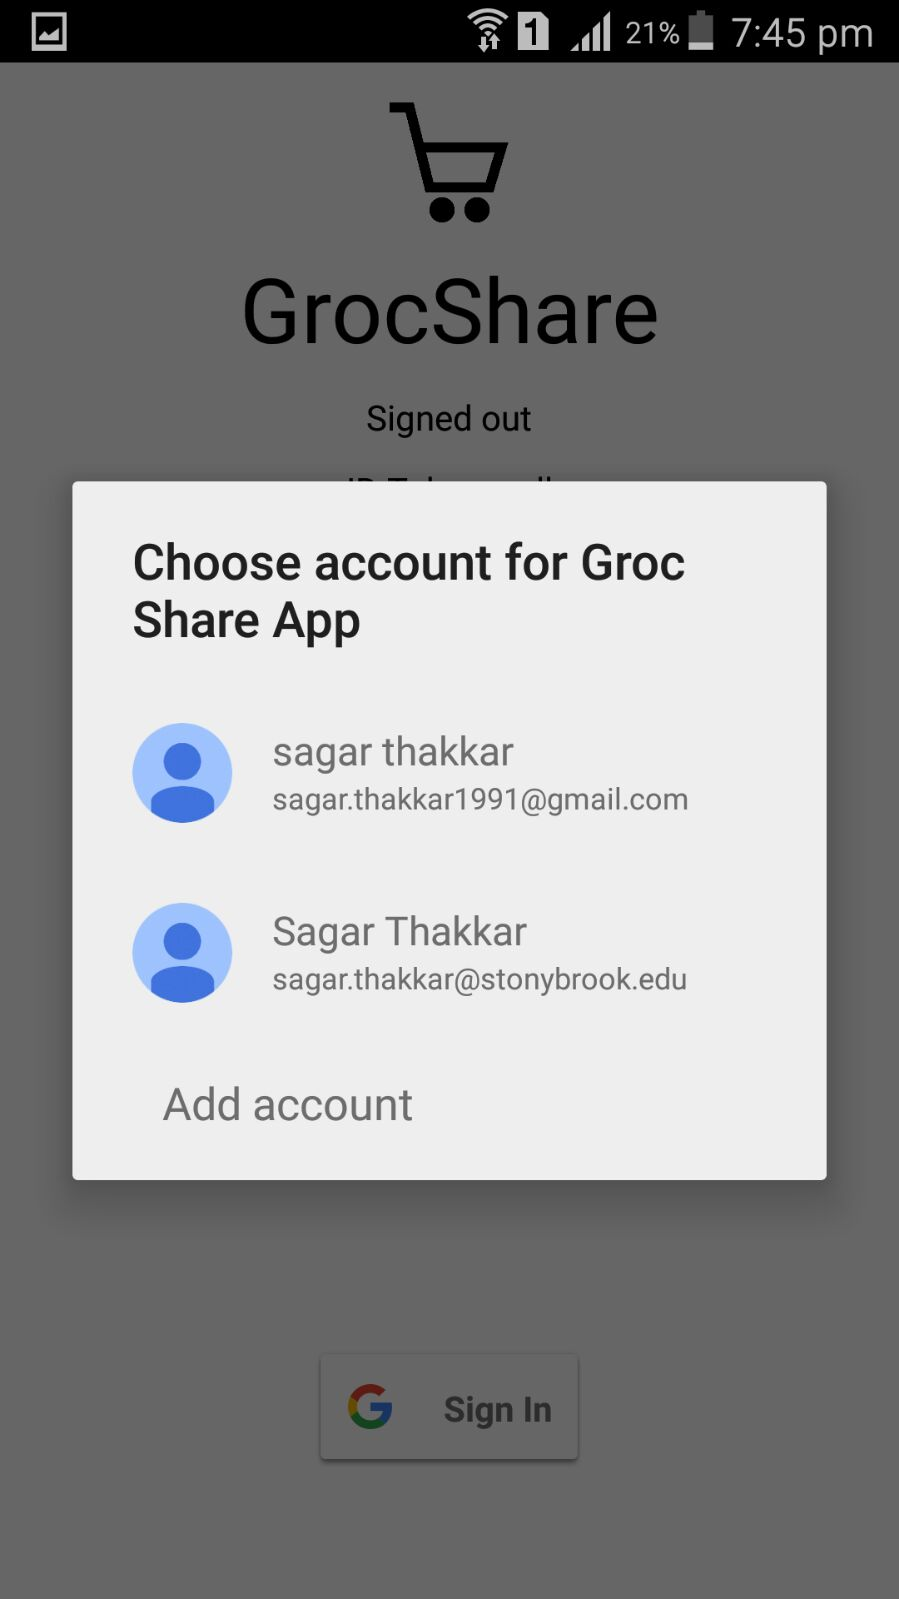 1 21% 7:45 pm
GrocShare
Signed out
Choose account for Groc
Share App
sagar thakkar
sagar.thakkar1991@gmail.com
Sagar Thakkar
sagar.thakkar@stonybrook.edu
Add account
Sign In